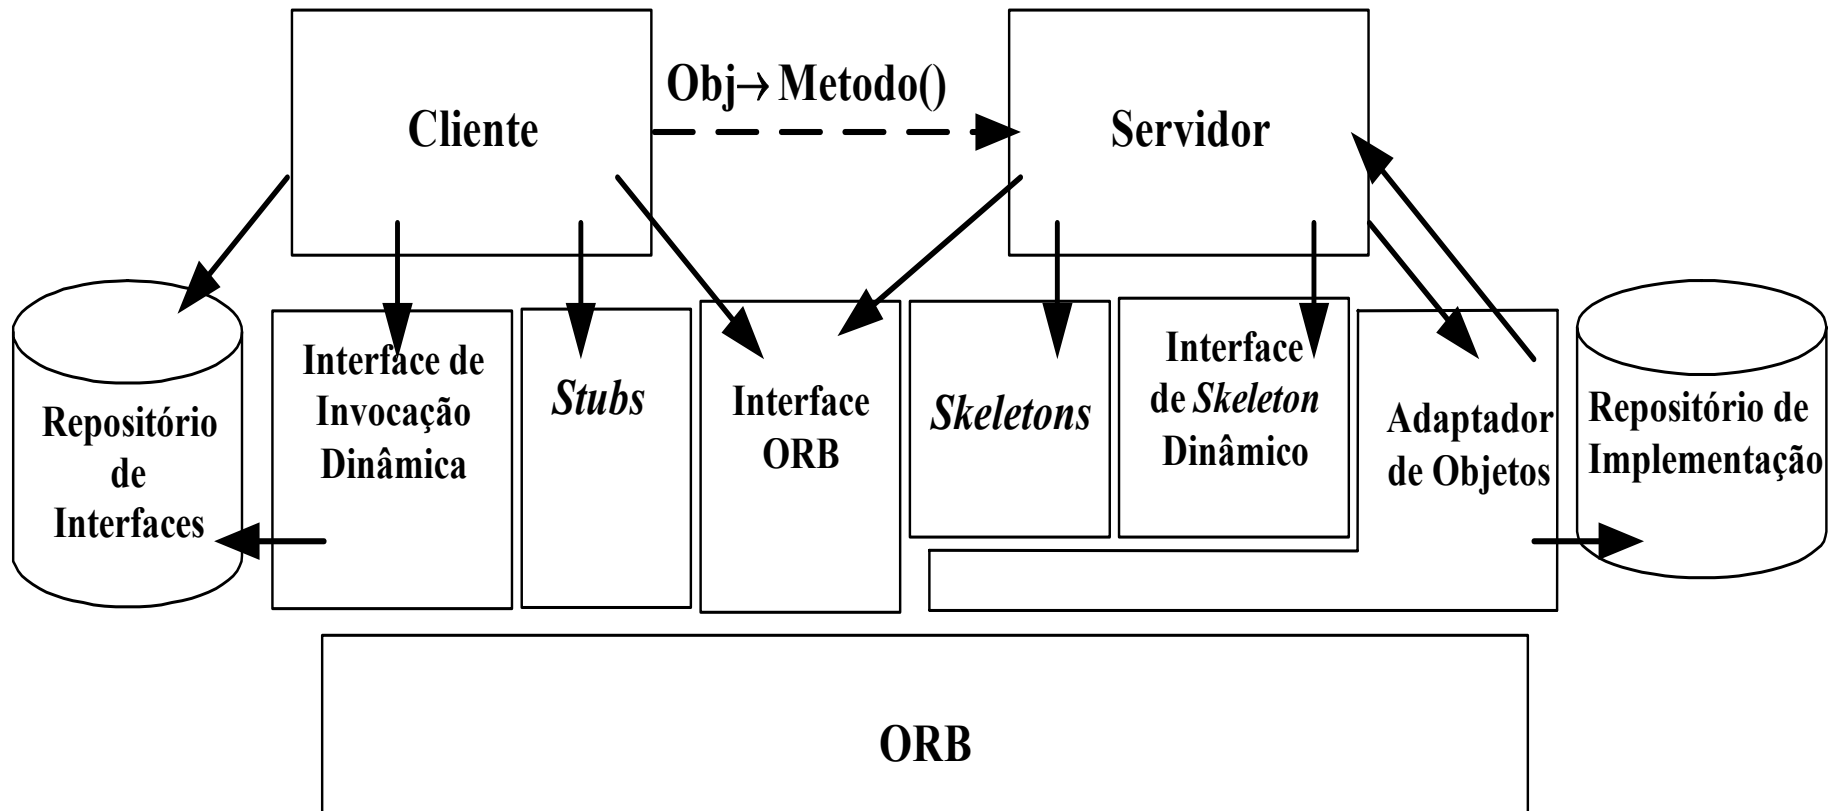 Obj→ Metodo()
Cliente
Servidor
Repositório
de
Interfaces
Interface de
Invocação
Dinâmica
Stubs
Interface
ORB
Skeletons
Interface
de Skeleton
Dinâmico
Adaptador
de Objetos
Repositório de
Implementação
ORB